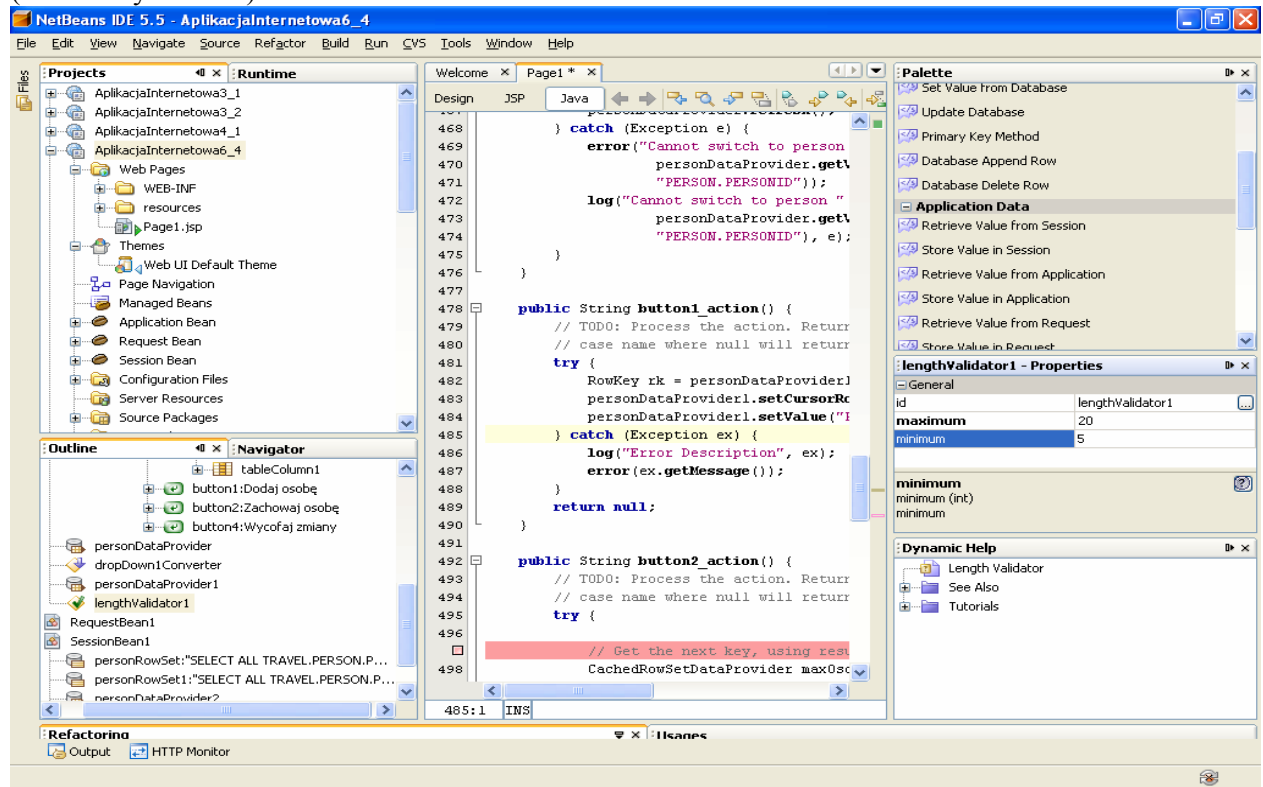 NetBeans IDE 5.5 - AplikacjaInternetowa6_4
File Edit View Navigate Source Refactor Build Run CVS Tools Window Help
Files
Projects
Runtime
AplikacjaInternetowa3_1
AplikacjaInternetowa3_2
AplikacjaInternetowa4_1
AplikacjaInternetowa6_4
Web Pages
WEB-INF
resources
Page1.jsp
Themes
Web UI Default Theme
Page Navigation
Managed Beans
Application Bean
Request Bean
Session Bean
Configuration Files
Server Resources
Source Packages
Outline
Navigator
tableColumn1
button1:Dodaj osobę
button2:Zachowaj osobę
button4:Wycofaj zmiany
personDataProvider
dropDown1Converter
personDataProvider1
lengthValidator1
RequestBean1
SessionBean1
personRowSet:"SELECT ALL TRAVEL.PERSON.P...
personRowSet1:"SELECT ALL TRAVEL.PERSON.P...
personDataProvider2
Welcome
Page1 *
Design JSP Java
468 } catch (Exception e) {
469 error("Cannot switch to person
470 personDataProvider.getV
471 "PERSON.PERSONID"));
472 log("Cannot switch to person "
473 personDataProvider.getV
474 "PERSON.PERSONID"), e);
475 }
476 }
477
478 public String button1_action() {
479 // TODO: Process the action. Return
480 // case name where null will return
481 try {
482 RowKey rk = personDataProvider1
483 personDataProvider1.setCursorRo
484 personDataProvider1.setValue("P
485 } catch (Exception ex) {
486 log("Error Description", ex);
487 error(ex.getMessage());
488 }
489 return null;
490 }
491
492 public String button2_action() {
493 // TODO: Process the action. Return
494 // case name where null will return
495 try {
496
// Get the next key, using resu
498 CachedRowSetDataProvider maxOso
485:1 INS
Palette
Set Value from Database
Update Database
Primary Key Method
Database Append Row
Database Delete Row
Application Data
Retrieve Value from Session
Store Value in Session
Retrieve Value from Application
Store Value in Application
Retrieve Value from Request
Store Value in Request
lengthValidator1 - Properties
General
id lengthValidator1 ...
maximum 20
minimum 5
minimum
minimum (int)
minimum
Dynamic Help
Length Validator
See Also
Tutorials
Refactoring
Usages
Output HTTP Monitor